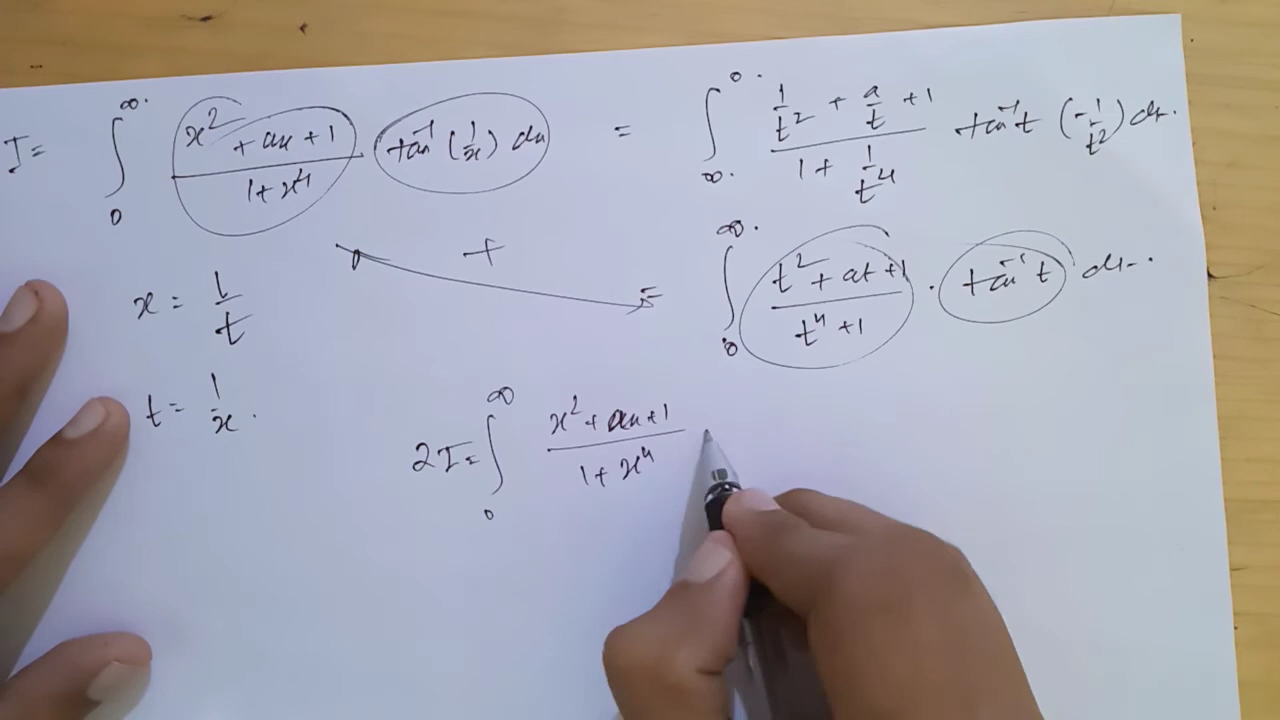 I = ∫₀^∞ (x² + ax + 1)/(1 + x⁴) tan⁻¹(1/x) dx = ∫_∞^0 (1/t² + a/t + 1)/(1 + 1/t⁴) tan⁻¹t (-1/t²) dt.
x = 1/t
+
= ∫₀^∞ (t² + at + 1)/(t⁴ + 1) . tan⁻¹ t dt.
t = 1/x.
2I = ∫₀^∞ (x² + ax + 1)/(1 + x⁴)